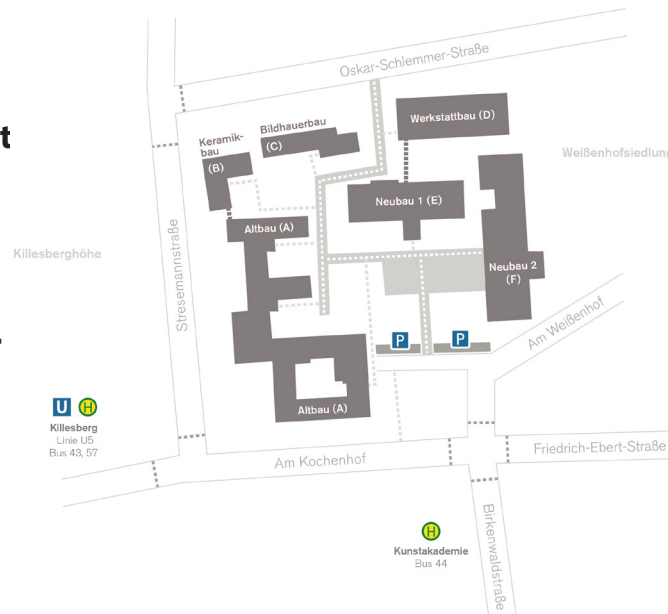 Oskar-Schlemmer-Straße
Werkstattbau (D)
Bildhauerbau
(C)
Keramik-
bau
(B)
t
Weißenhofsiedlung
Neubau 1 (E)
Altbau (A)
Killesberghöhe
Stresemannstraße
Neubau 2
(F)
Am Weißenhof
P
P
Altbau (A)
U H
Killesberg
Linie U5
Bus 43, 57
Am Kochenhof
Friedrich-Ebert-Straße
H
Kunstakademie
Bus 44
Birkenwaldstraße